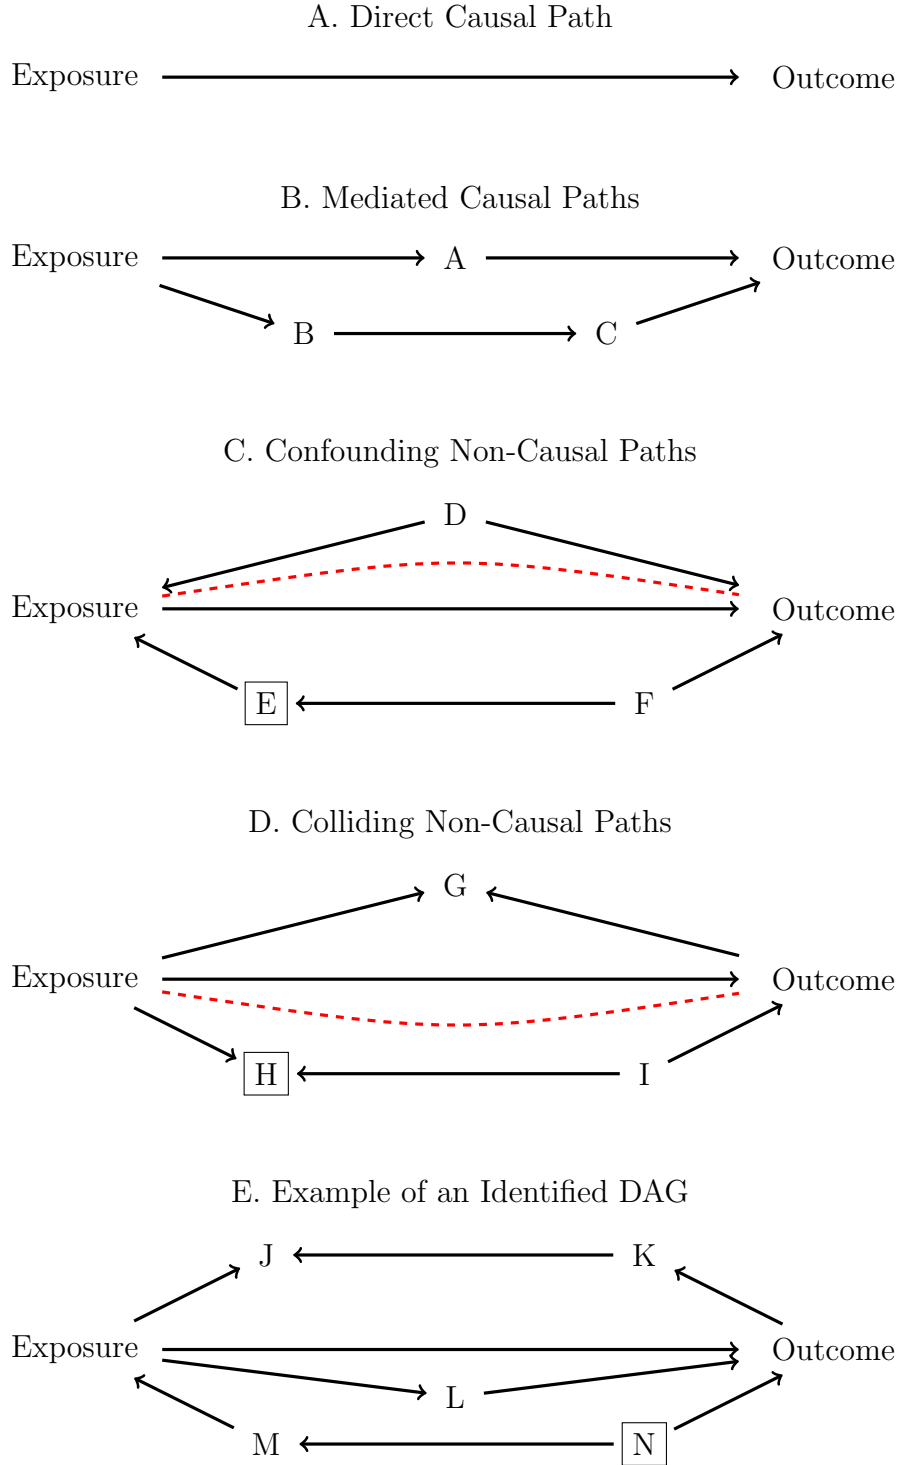 A. Direct Causal Path
Exposure Outcome
B. Mediated Causal Paths
Exposure A Outcome
B C
C. Confounding Non-Causal Paths
D
Exposure Outcome
E F
D. Colliding Non-Causal Paths
G
Exposure Outcome
H I
E. Example of an Identified DAG
J K
Exposure Outcome
L
M N